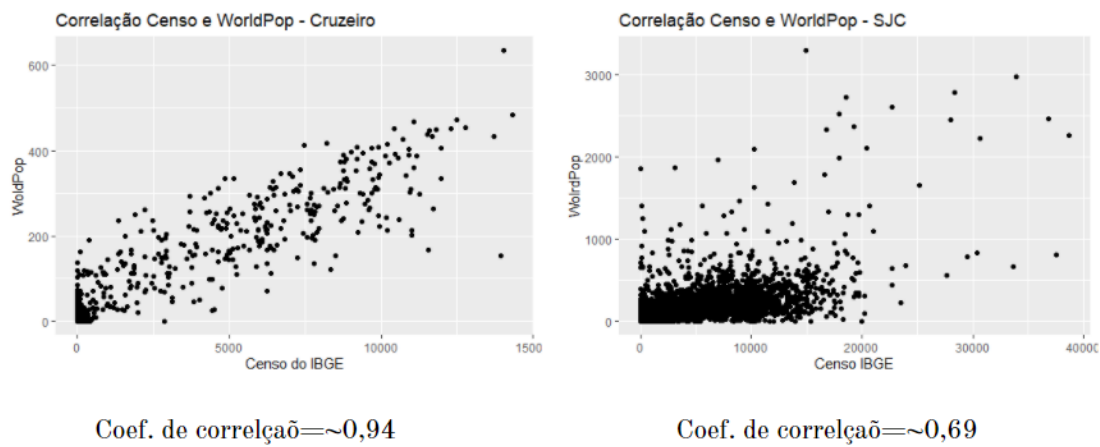 Correlação Censo e WorldPop - Cruzeiro
600
400
200
0
WoldPop
0
5000
10000
1500
Censo do IBGE
Coef. de correlçaõ=~0,94
Correlação Censo e WorldPop - SJC
3000
2000
1000
0
WolrdPop
0
10000
20000
30000
4000
Censo IBGE
Coef. de correlçaõ=~0,69